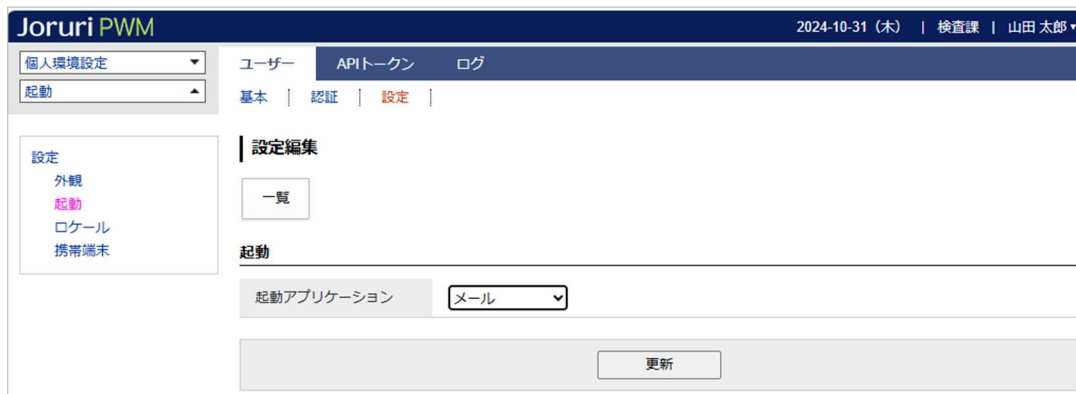 Joruri PWM
2024-10-31（木） | 検査課 | 山田 太郎▾
個人環境設定
起動
ユーザー APIトークン ログ
基本 認証 設定
設定
外観
起動
ロケール
携帯端末
設定編集
一覧
起動
起動アプリケーション メール
更新